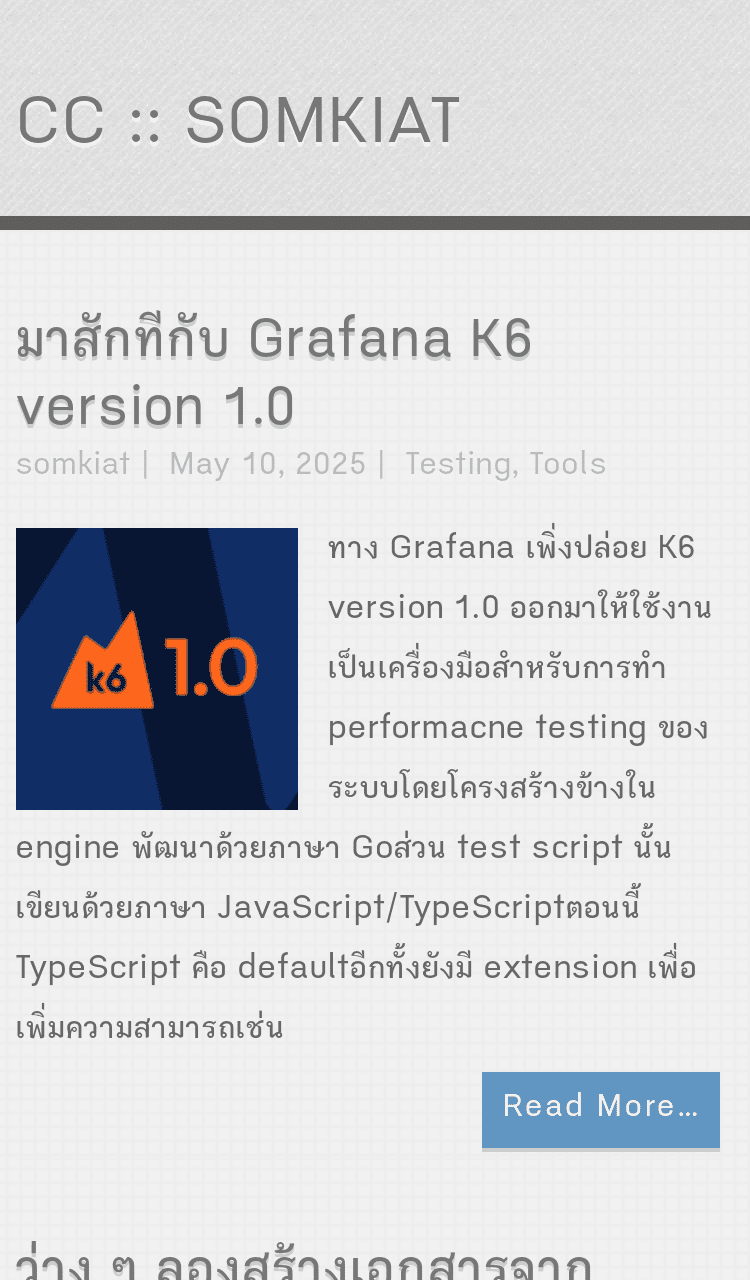 CC :: SOMKIAT
มาสักทีกับ Grafana K6
version 1.0
somkiat | May 10, 2025 | Testing, Tools
k6 1.0
ทาง Grafana เพิ่งปล่อย K6
version 1.0 ออกมาให้ใช้งาน
เป็นเครื่องมือสำหรับการทำ
performacne testing ของ
ระบบโดยโครงสร้างข้างใน
engine พัฒนาด้วยภาษา Goส่วน test script นั้น
เขียนด้วยภาษา JavaScript/TypeScriptตอนนี้
TypeScript คือ defaultอีกทั้งยังมี extension เพื่อ
เพิ่มความสามารถเช่น
Read More…
ว่าง ๆ ลองสร้างเอกสารจาก